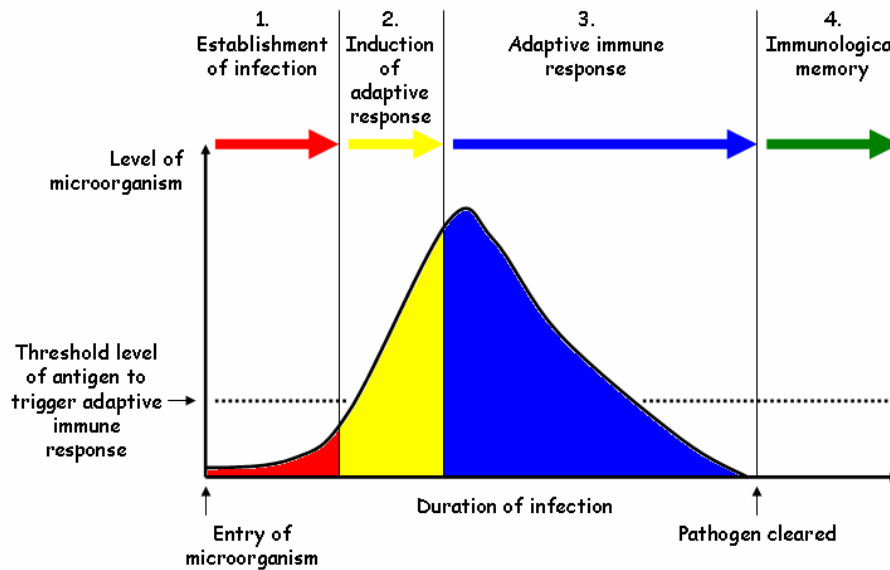 1.
Establishment
of infection
2.
Induction
of
adaptive
response
3.
Adaptive immune
response
4.
Immunological
memory
Level of
microorganism
Threshold level
of antigen to
trigger adaptive
immune
response
Duration of infection
Entry of
microorganism
Pathogen cleared